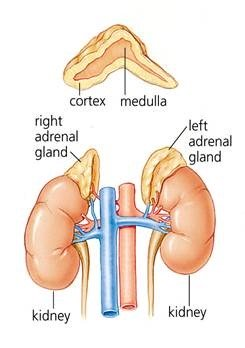 cortex medulla
right
adrenal
gland
left
adrenal
gland
kidney
kidney